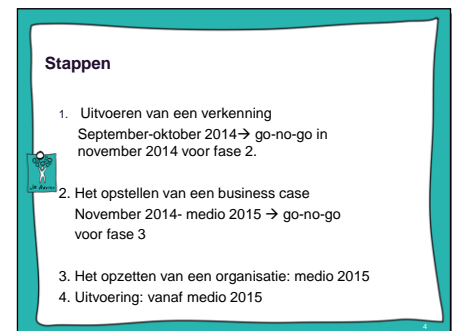 Stappen
1. Uitvoeren van een verkenning
September-oktober 2014→ go-no-go in
november 2014 voor fase 2.
2. Het opstellen van een business case
November 2014- medio 2015 → go-no-go
voor fase 3
3. Het opzetten van een organisatie: medio 2015
4. Uitvoering: vanaf medio 2015
4